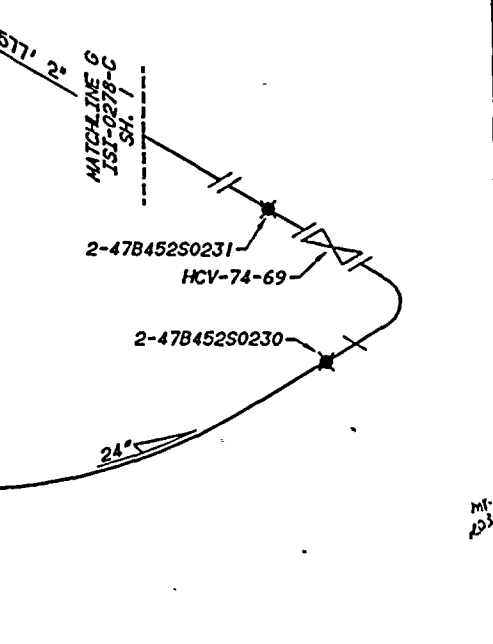 577' 2"
MATCHLINE G
ISI-0278-C
SH. 1
2-47B452S0231
HCV-74-69
2-47B452S0230
24"